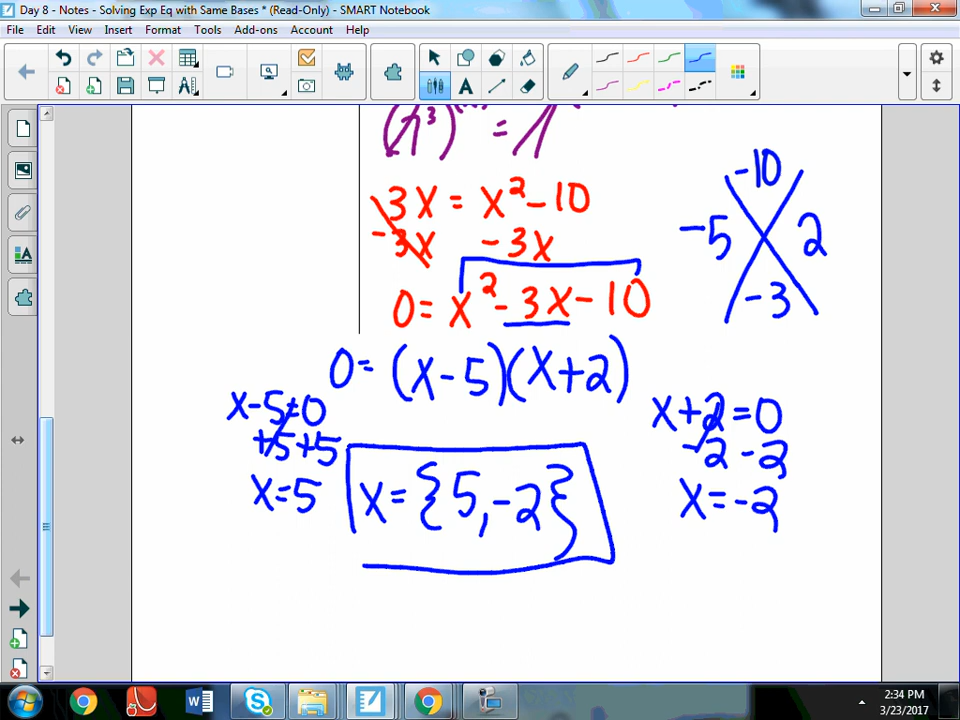 Day 8 - Notes - Solving Exp Eq with Same Bases * (Read-Only) - SMART Notebook
File Edit View Insert Format Tools Add-ons Account Help
3x = x² - 10
-3x -3x
0 = x² - 3x - 10
-10
-5 2
-3
0 = (x - 5)(x + 2)
x - 5 = 0
+5 +5
x = 5
x = {5, -2}
x + 2 = 0
-2 -2
x = -2
2:34 PM
3/23/2017